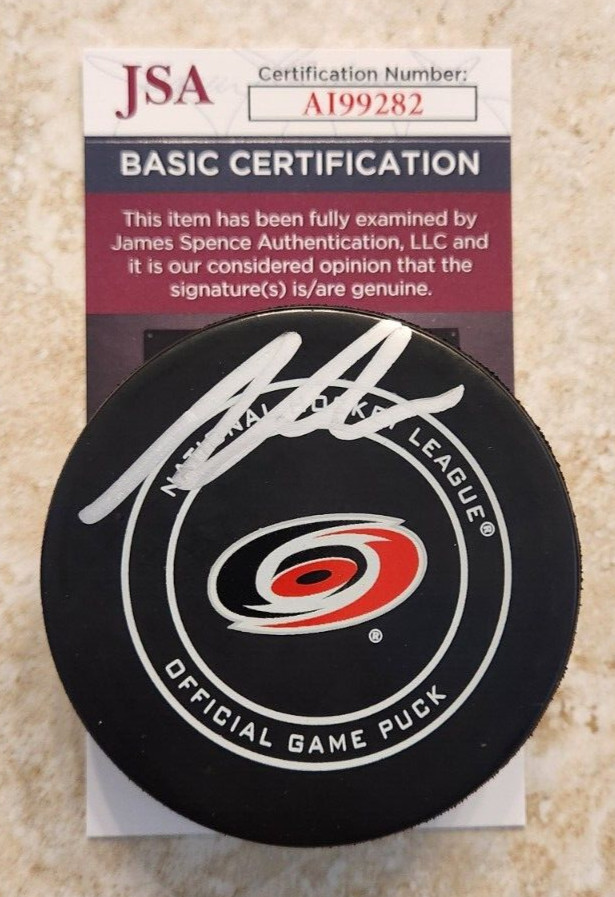 JSA
Certification Number:
AI99282
BASIC CERTIFICATION
This item has been fully examined by
James Spence Authentication, LLC and
it is our considered opinion that the
signature(s) is/are genuine.
NATIONAL HOCKEY LEAGUE®
®
OFFICIAL GAME PUCK